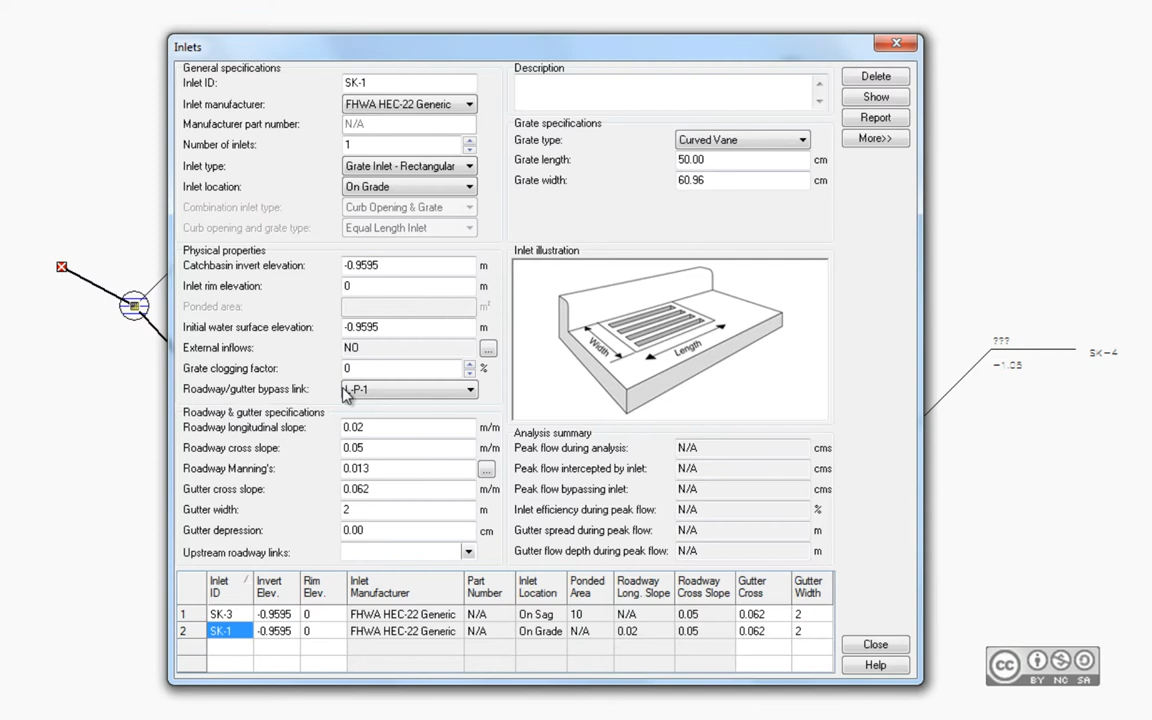 Inlets
General specifications
Inlet ID: SK-1
Inlet manufacturer: FHWA HEC-22 Generic
Manufacturer part number: N/A
Number of inlets: 1
Inlet type: Grate Inlet - Rectangular
Inlet location: On Grade
Combination inlet type: Curb Opening & Grate
Curb opening and grate type: Equal Length Inlet
Physical properties
Catchbasin invert elevation: -0.9595 m
Inlet rim elevation: 0 m
Ponded area: m²
Initial water surface elevation: -0.9595 m
External inflows: NO ...
Grate clogging factor: 0 %
Roadway/gutter bypass link: -P-1
Roadway & gutter specifications
Roadway longitudinal slope: 0.02 m/m
Roadway cross slope: 0.05 m/m
Roadway Manning's: 0.013 ...
Gutter cross slope: 0.062 m/m
Gutter width: 2 m
Gutter depression: 0.00 cm
Upstream roadway links:
Description
Grate specifications
Grate type: Curved Vane
Grate length: 50.00 cm
Grate width: 60.96 cm
Inlet illustration
Width
Length
Analysis summary
Peak flow during analysis: N/A cms
Peak flow intercepted by inlet: N/A cms
Peak flow bypassing inlet: N/A cms
Inlet efficiency during peak flow: N/A %
Gutter spread during peak flow: N/A m
Gutter flow depth during peak flow: N/A m
Delete
Show
Report
More>>
Inlet ID / Invert Elev. Rim Elev. Inlet Manufacturer Part Number Inlet Location Ponded Area Roadway Long. Slope Roadway Cross Slope Gutter Cross Gutter Width
1 SK-3 -0.9595 0 FHWA HEC-22 Generic N/A On Sag 10 N/A 0.05 0.062 2
2 SK-1 -0.9595 0 FHWA HEC-22 Generic N/A On Grade N/A 0.02 0.05 0.062 2
Close
Help
???
-1.05
SK-4
cc
BY NC SA